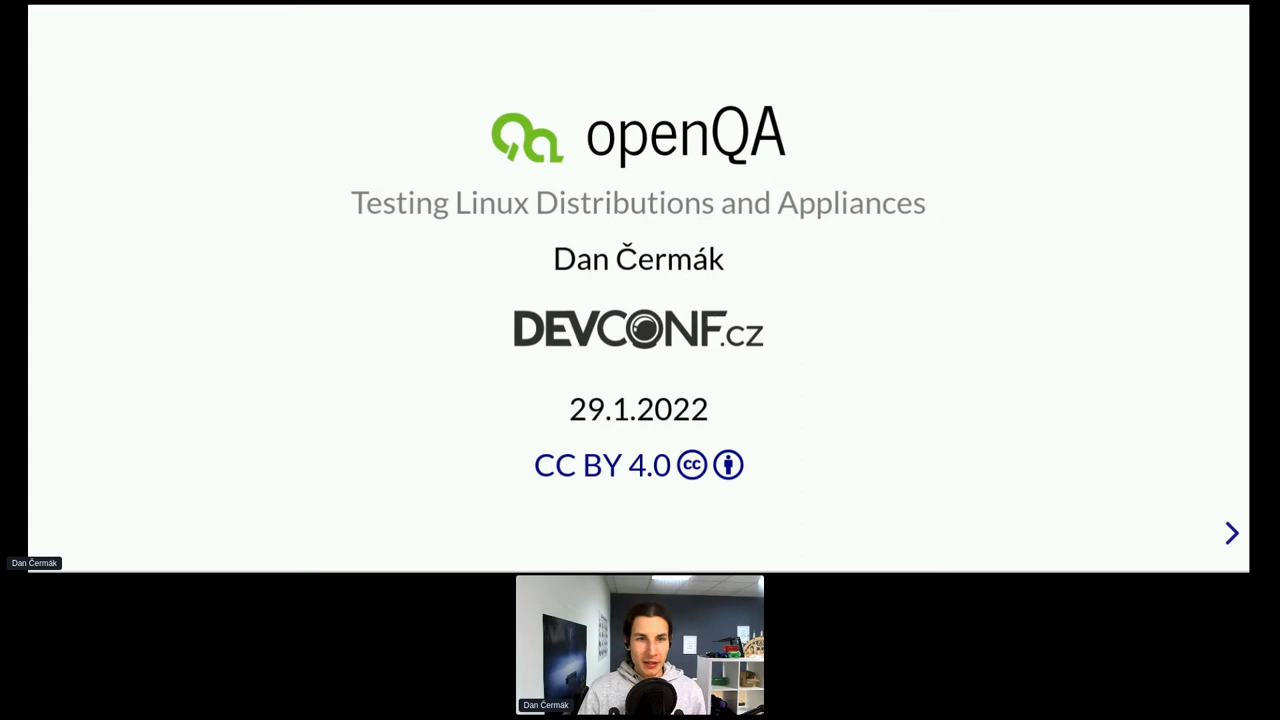 openQA
Testing Linux Distributions and Appliances
Dan Čermák
DEVCONF.cz
29.1.2022
CC BY 4.0
Dan Čermák
Dan Čermák